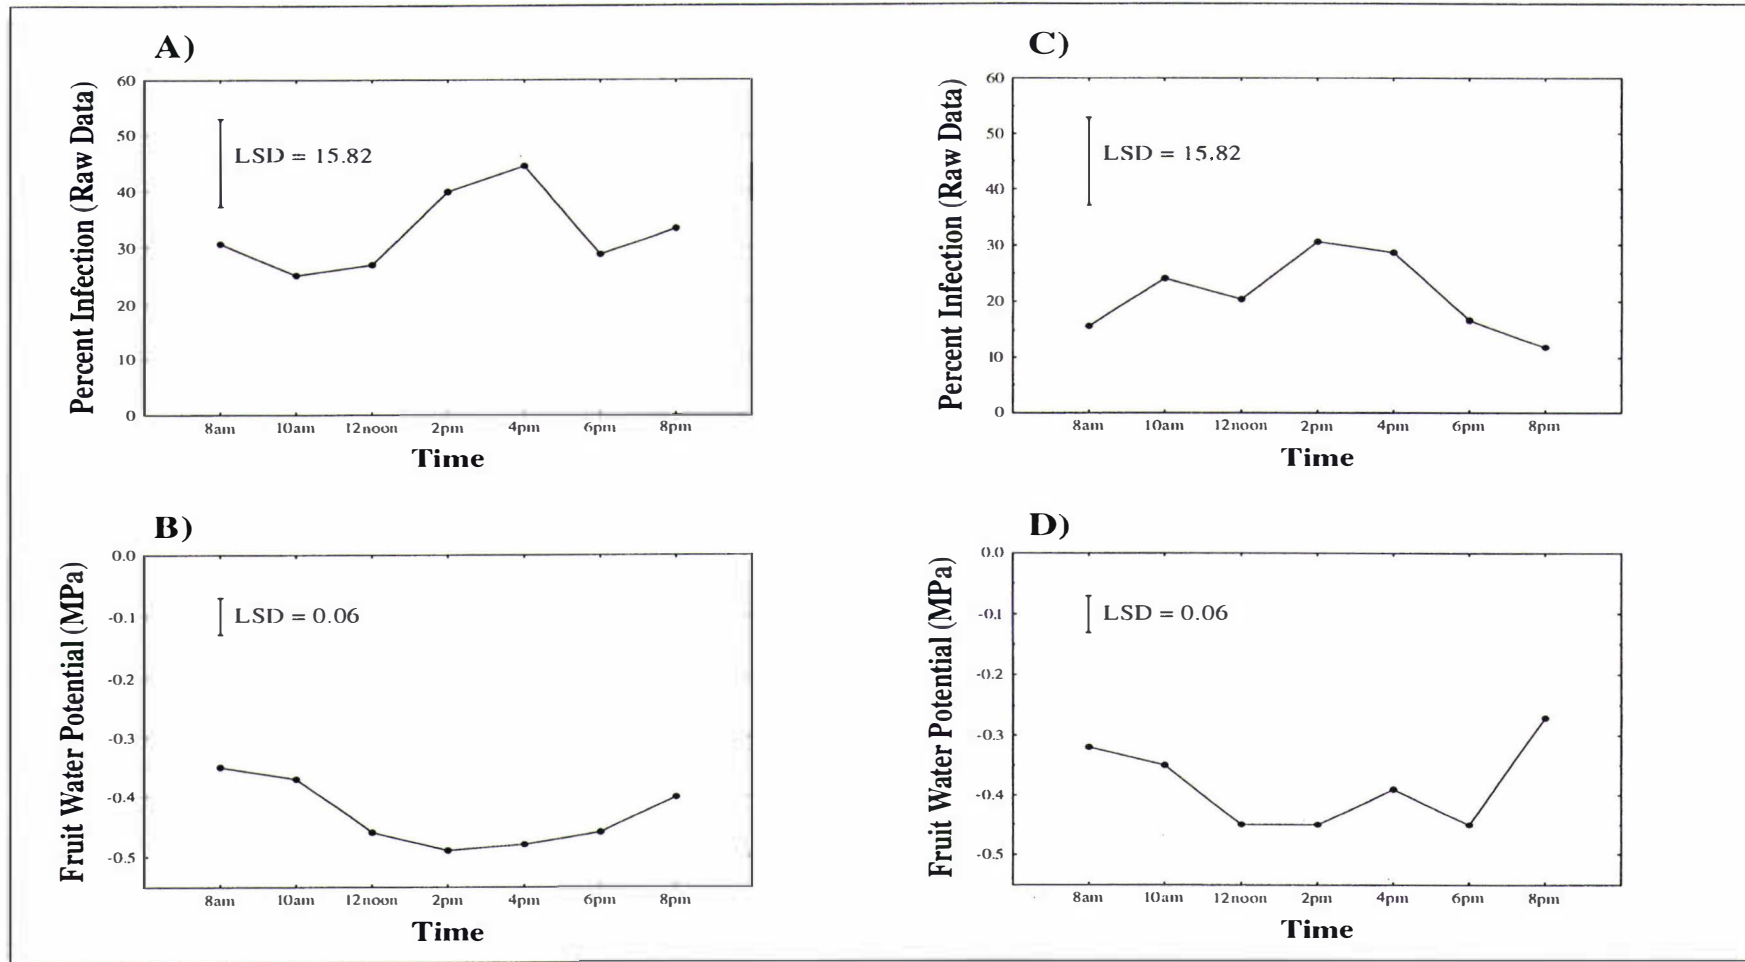 A)
Percent Infection (Raw Data)
60
50
40
30
20
10
0
LSD = 15.82
8am 10am 12noon 2pm 4pm 6pm 8pm
Time
B)
Fruit Water Potential (MPa)
0.0
-0.1
-0.2
-0.3
-0.4
-0.5
LSD = 0.06
8am 10am 12noon 2pm 4pm 6pm 8pm
Time
C)
Percent Infection (Raw Data)
60
50
40
30
20
10
0
LSD = 15.82
8am 10am 12noon 2pm 4pm 6pm 8pm
Time
D)
Fruit Water Potential (MPa)
0.0
-0.1
-0.2
-0.3
-0.4
-0.5
LSD = 0.06
8am 10am 12noon 2pm 4pm 6pm 8pm
Time